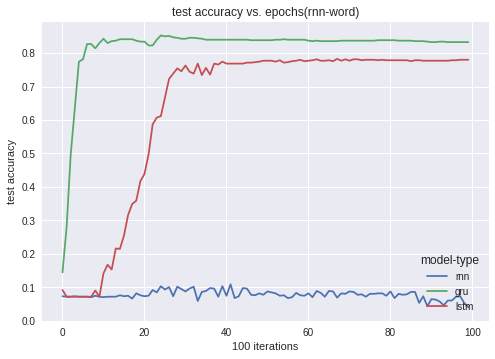 test accuracy vs. epochs(rnn-word)
test accuracy
0.8
0.7
0.6
0.5
0.4
0.3
0.2
0.1
0.0
model-type
rnn
gru
lstm
0 20 40 60 80 100
100 iterations